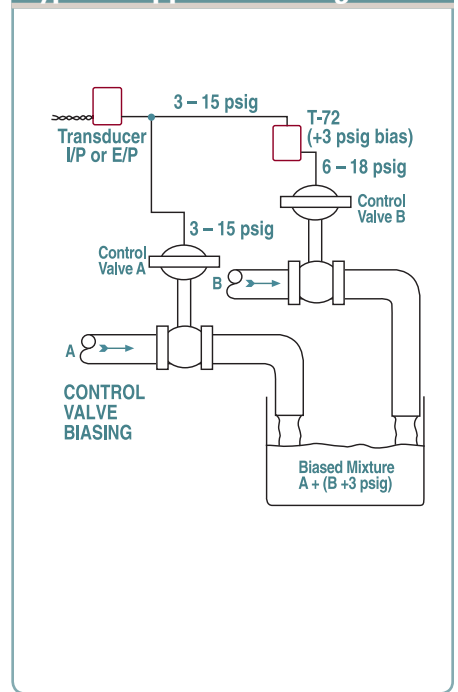 3 – 15 psig
T-72
(+3 psig bias)
Transducer
I/P or E/P
6 – 18 psig
Control
Valve B
3 – 15 psig
Control
Valve A
B
A
CONTROL
VALVE
BIASING
Biased Mixture
A + (B +3 psig)